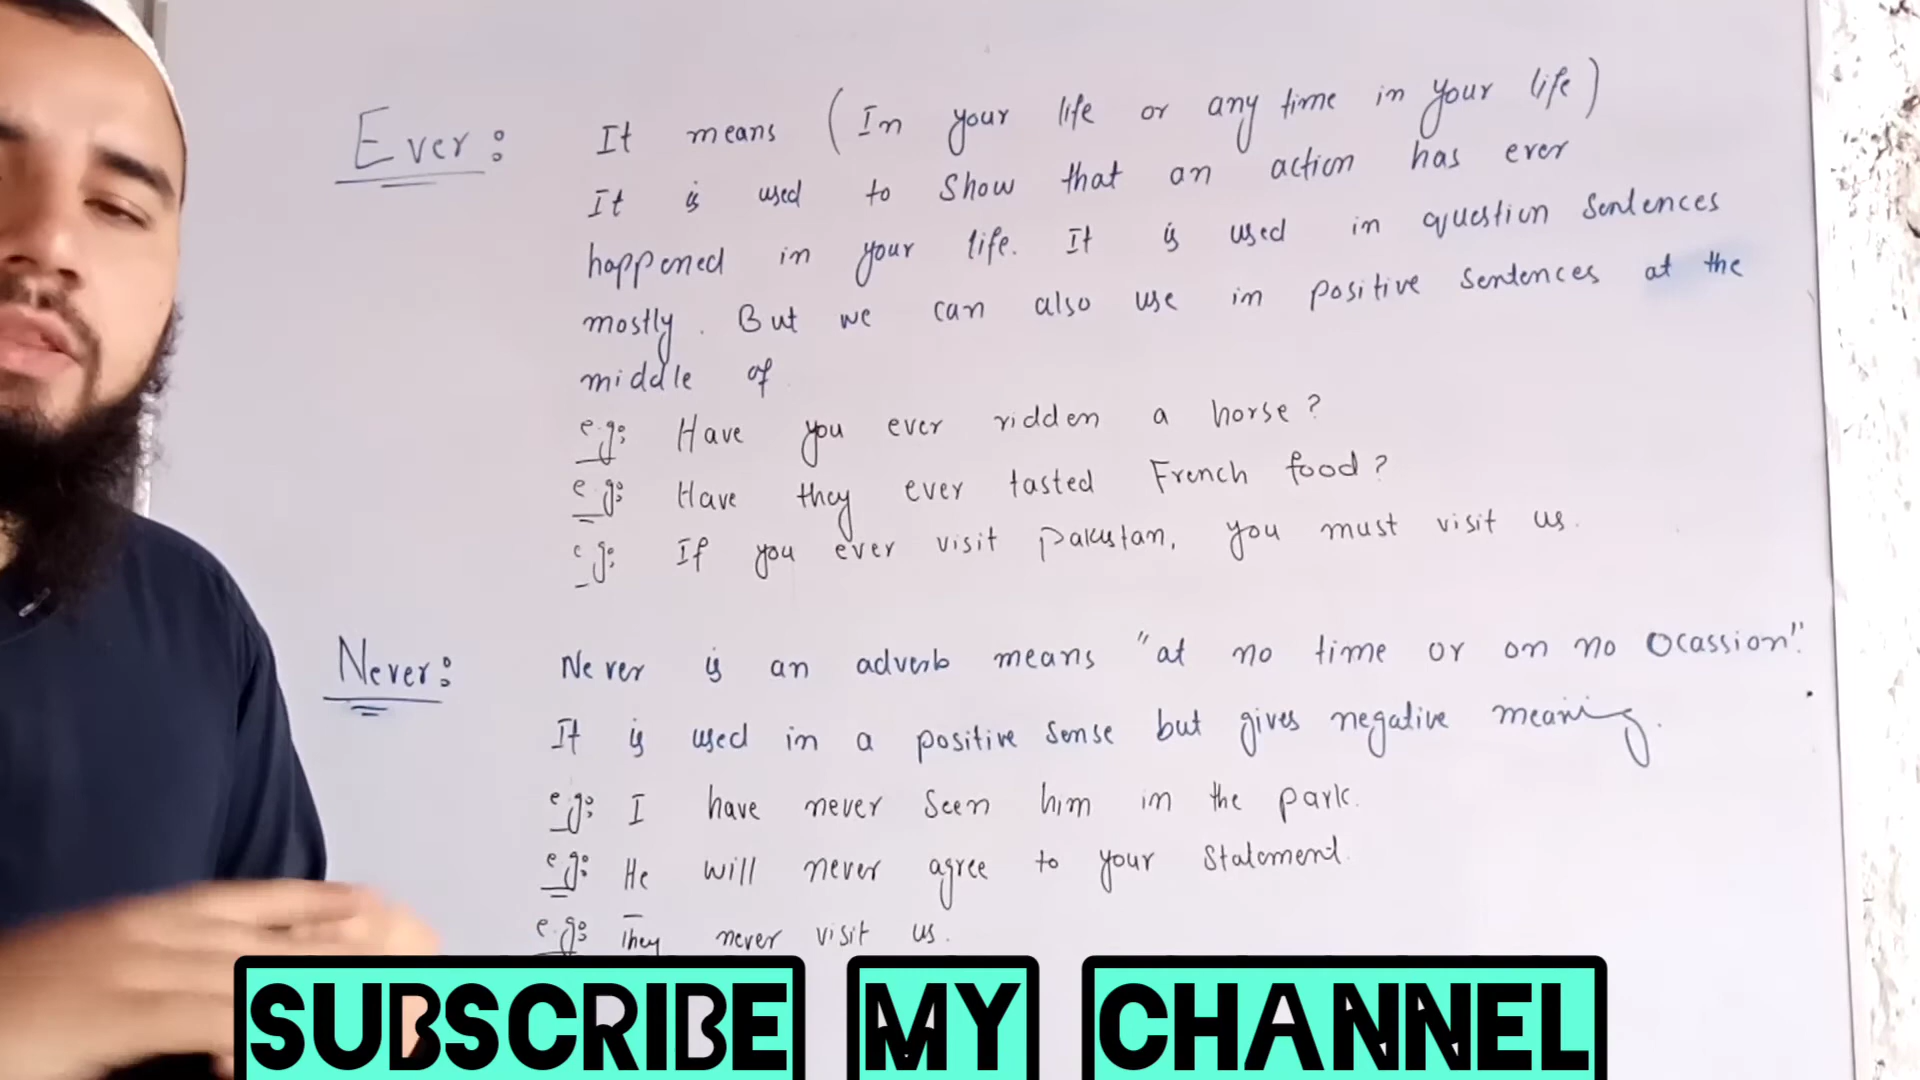 Ever: It means (In your life or any time in your life)
It is used to show that an action has ever
happened in your life. It is used in question sentences
mostly. But we can also use in positive sentences at the
middle of
e.g: Have you ever ridden a horse?
e.g: Have they ever tasted French food?
e.g: If you ever visit Pakistan, you must visit us.
Never: Never is an adverb means "at no time or on no ocassion".
It is used in a positive sense but gives negative meaning.
e.g: I have never seen him in the park.
e.g: He will never agree to your statement.
e.g: They never visit us.
SUBSCRIBE MY CHANNEL